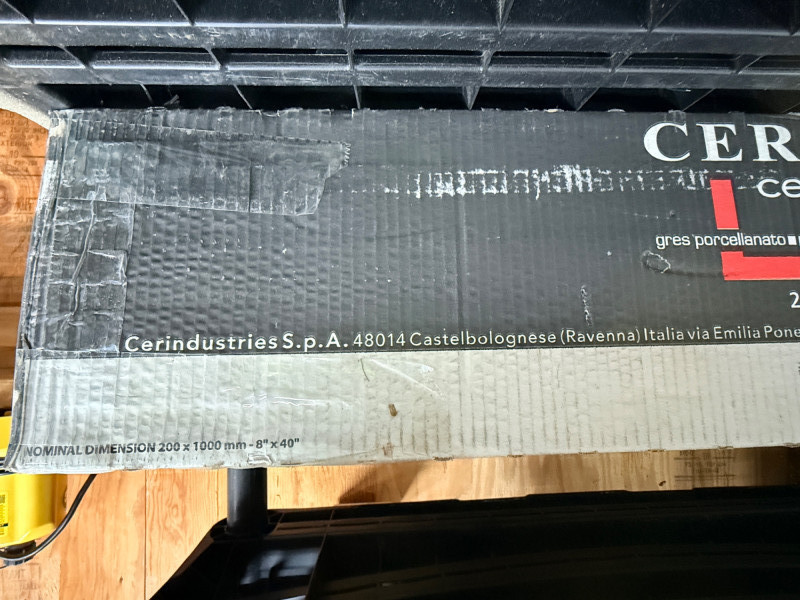 CER
ce
gres porcellanato
2
Cerindustries S.p.A. 48014 Castelbolognese (Ravenna) Italia via Emilia Pone
NOMINAL DIMENSION 200 x 1000 mm - 8" x 40"